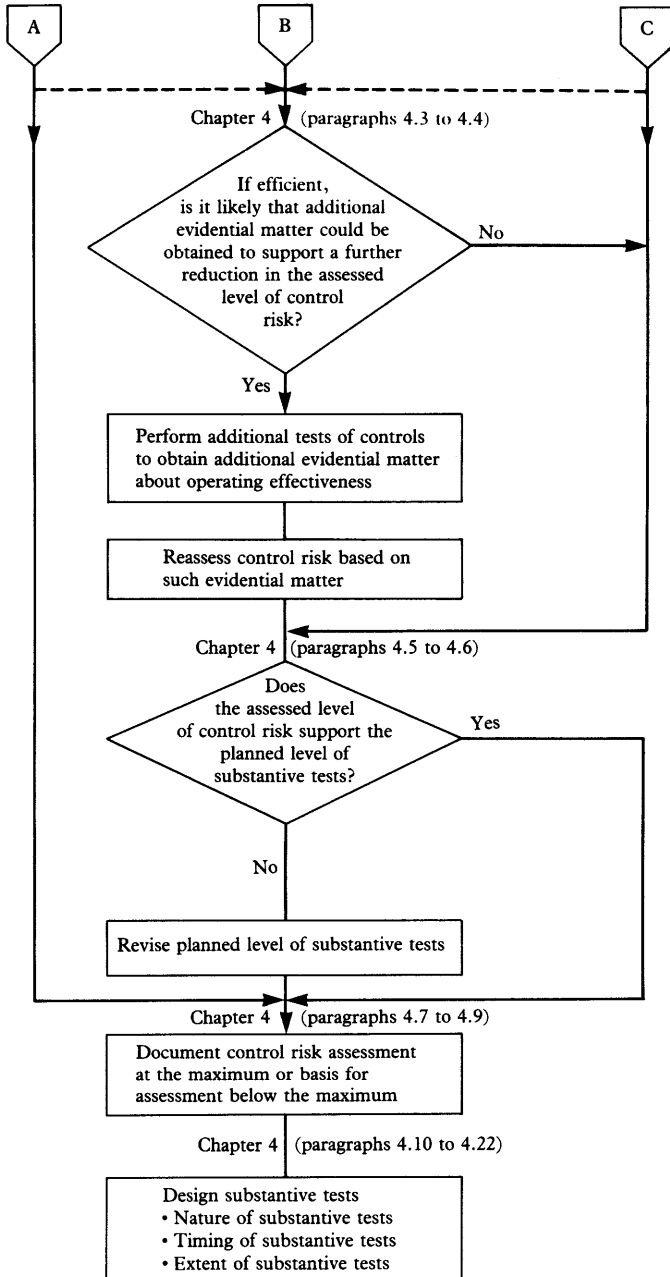 A
B
C
Chapter 4 (paragraphs 4.3 to 4.4)
If efficient,
is it likely that additional
evidential matter could be
obtained to support a further
reduction in the assessed
level of control
risk?
No
Yes
Perform additional tests of controls
to obtain additional evidential matter
about operating effectiveness
Reassess control risk based on
such evidential matter
Chapter 4 (paragraphs 4.5 to 4.6)
Does
the assessed level
of control risk support the
planned level of
substantive tests?
Yes
No
Revise planned level of substantive tests
Chapter 4 (paragraphs 4.7 to 4.9)
Document control risk assessment
at the maximum or basis for
assessment below the maximum
Chapter 4 (paragraphs 4.10 to 4.22)
Design substantive tests
• Nature of substantive tests
• Timing of substantive tests
• Extent of substantive tests